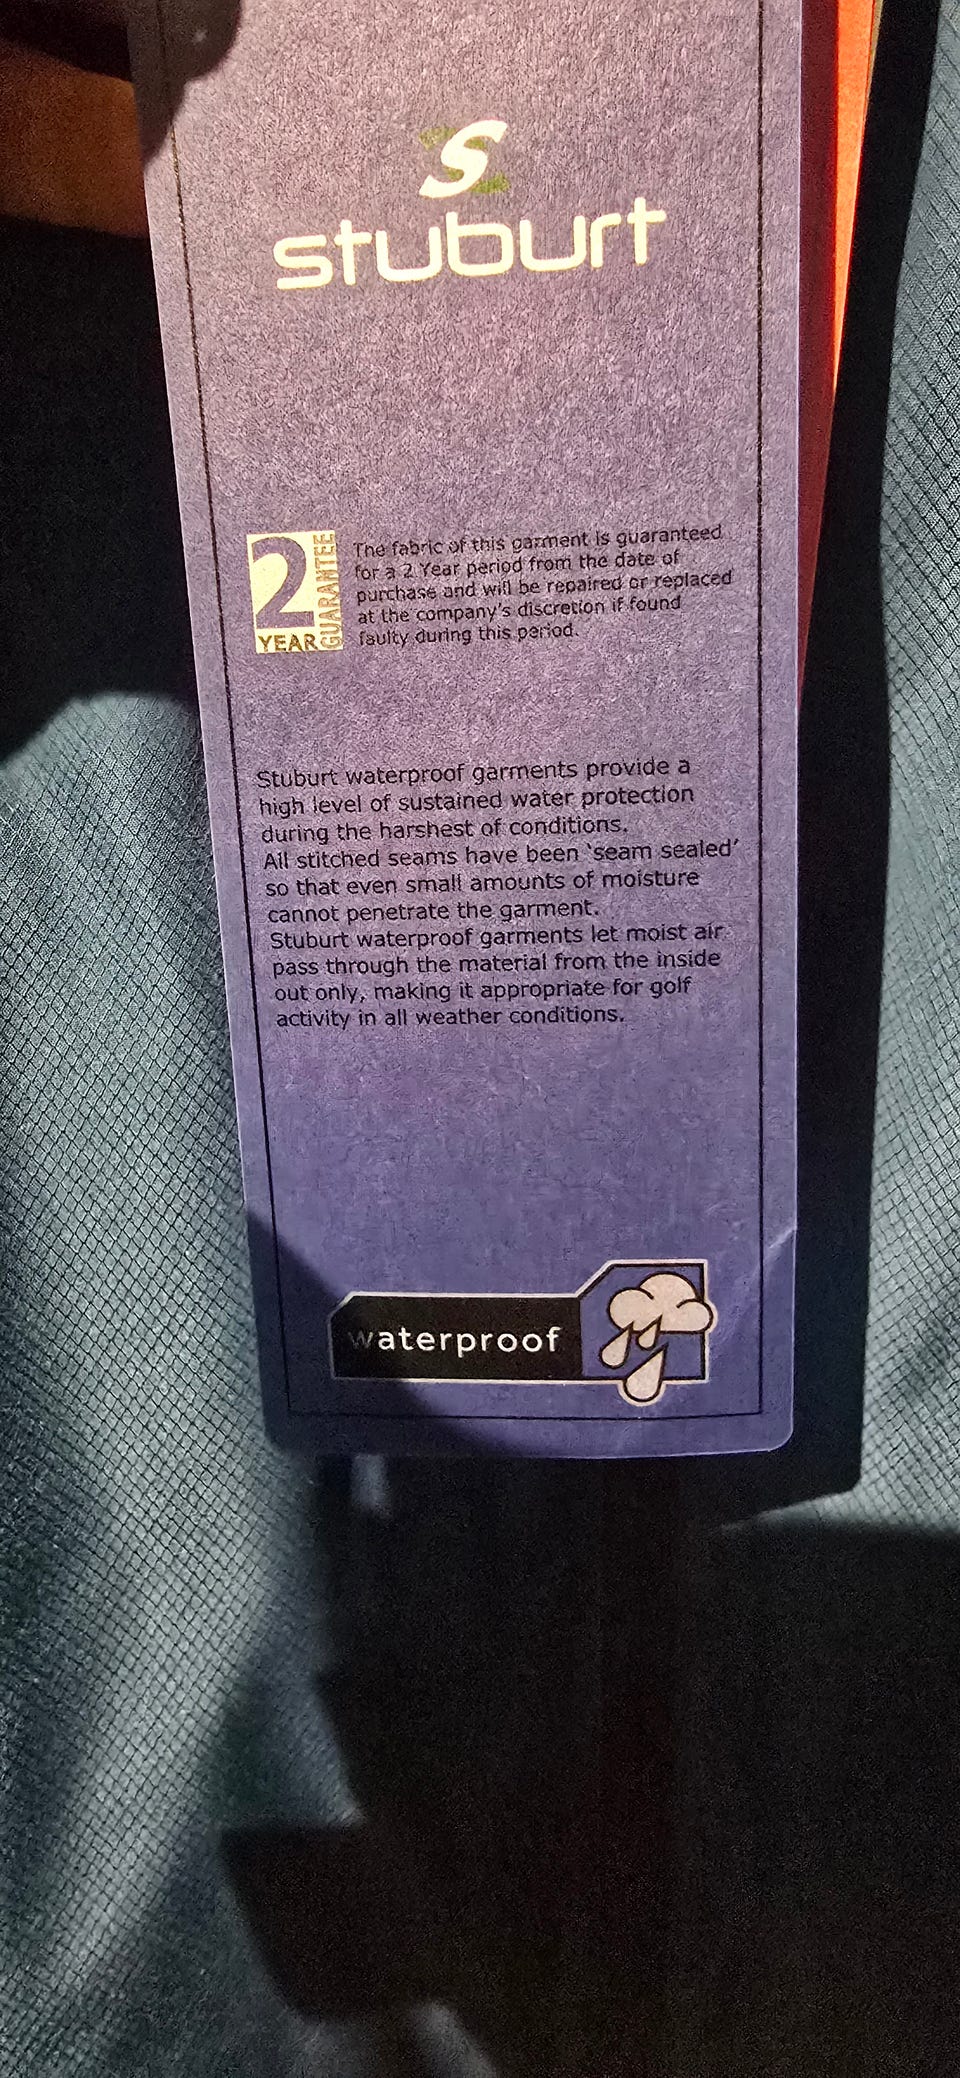 S
stuburt
2
YEAR
GUARANTEE
The fabric of this garment is guaranteed
for a 2 Year period from the date of
purchase and will be repaired or replaced
at the company's discretion if found
faulty during this period.
Stuburt waterproof garments provide a
high level of sustained water protection
during the harshest of conditions.
All stitched seams have been 'seam sealed'
so that even small amounts of moisture
cannot penetrate the garment.
Stuburt waterproof garments let moist air
pass through the material from the inside
out only, making it appropriate for golf
activity in all weather conditions.
waterproof